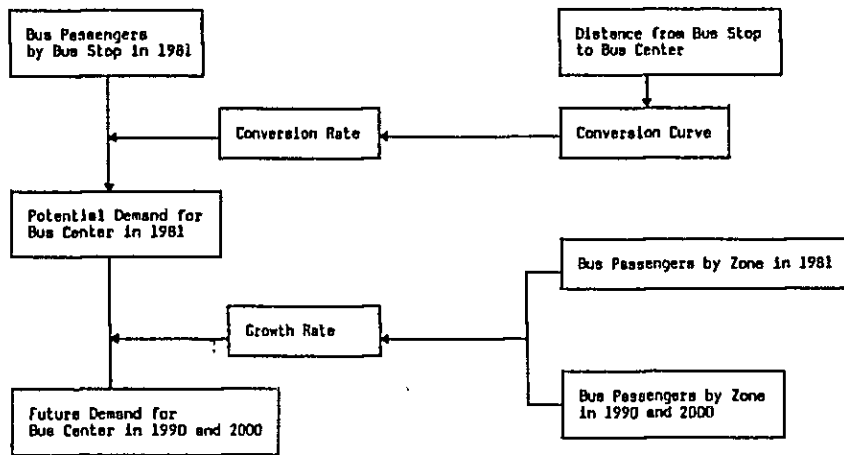 Bus Passengers
by Bus Stop in 1981
Distance from Bus Stop
to Bus Center
Conversion Rate
Conversion Curve
Potential Demand for
Bus Center in 1981
Bus Passengers by Zone in 1981
Growth Rate
Future Demand for
Bus Center in 1990 and 2000
Bus Passengers by Zone
in 1990 and 2000